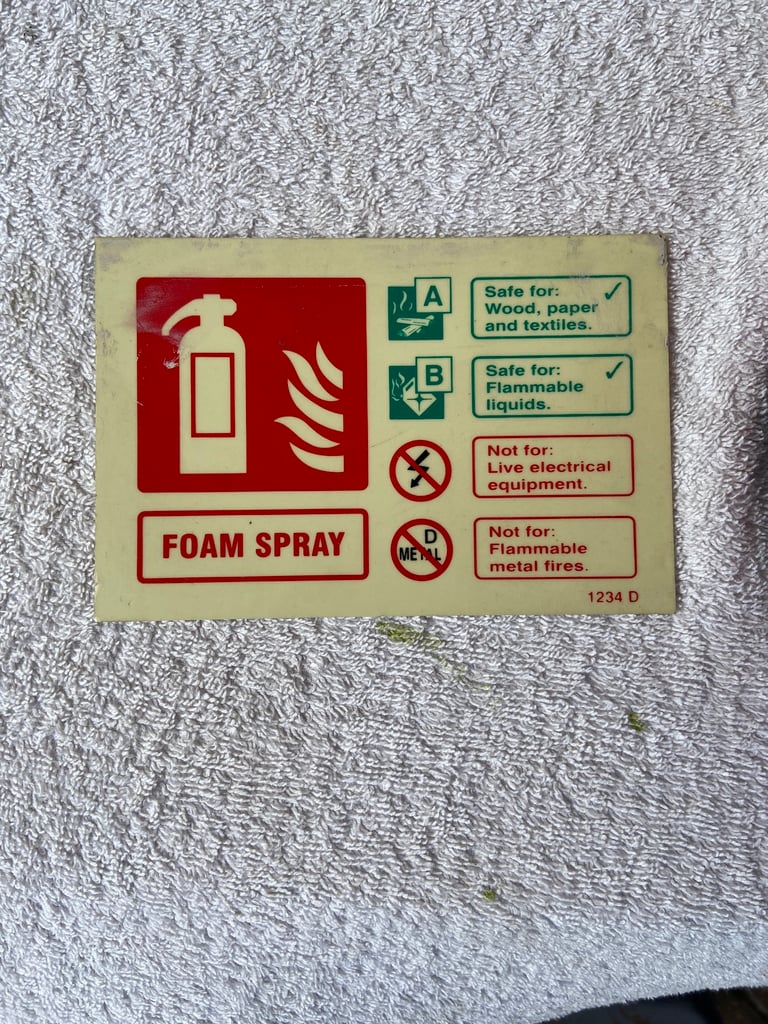 A
Safe for:
Wood, paper
and textiles.
B
Safe for:
Flammable
liquids.
Not for:
Live electrical
equipment.
FOAM SPRAY
D
METAL
Not for:
Flammable
metal fires.
1234 D